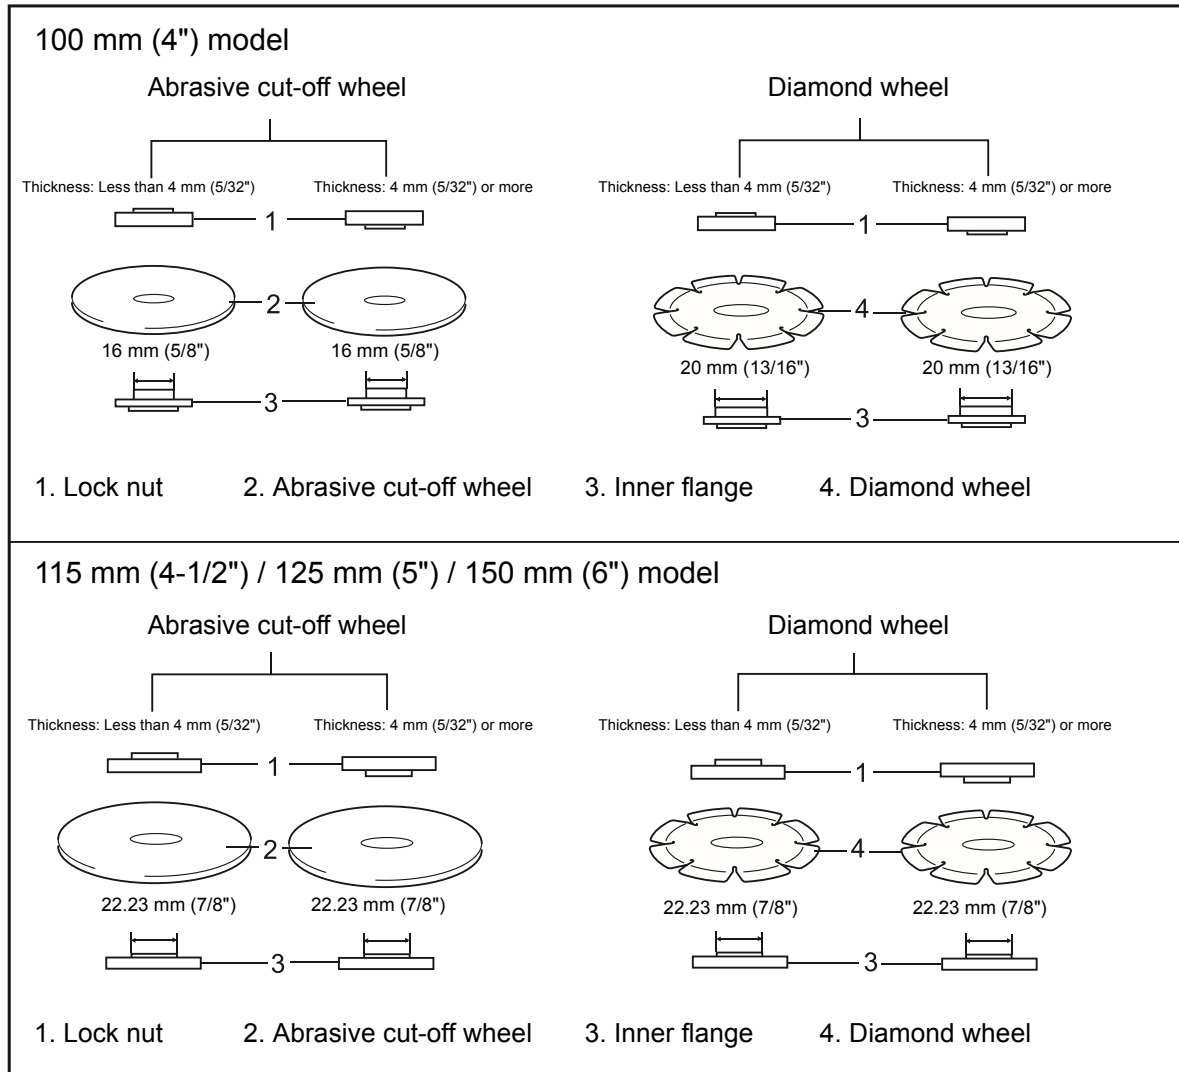 100 mm (4") model
Abrasive cut-off wheel
Diamond wheel
Thickness: Less than 4 mm (5/32")
Thickness: 4 mm (5/32") or more
Thickness: Less than 4 mm (5/32")
Thickness: 4 mm (5/32") or more
1
1
2
4
16 mm (5/8")
16 mm (5/8")
20 mm (13/16")
20 mm (13/16")
3
3
1. Lock nut
2. Abrasive cut-off wheel
3. Inner flange
4. Diamond wheel
115 mm (4-1/2") / 125 mm (5") / 150 mm (6") model
Abrasive cut-off wheel
Diamond wheel
Thickness: Less than 4 mm (5/32")
Thickness: 4 mm (5/32") or more
Thickness: Less than 4 mm (5/32")
Thickness: 4 mm (5/32") or more
1
1
2
4
22.23 mm (7/8")
22.23 mm (7/8")
22.23 mm (7/8")
22.23 mm (7/8")
3
3
1. Lock nut
2. Abrasive cut-off wheel
3. Inner flange
4. Diamond wheel